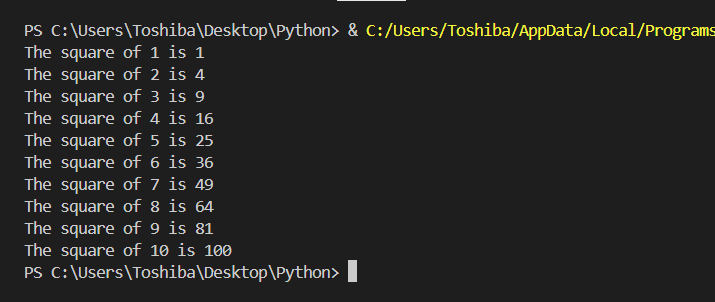 PS C:\Users\Toshiba\Desktop\Python> & C:/Users/Toshiba/AppData/Local/Programs
The square of 1 is 1
The square of 2 is 4
The square of 3 is 9
The square of 4 is 16
The square of 5 is 25
The square of 6 is 36
The square of 7 is 49
The square of 8 is 64
The square of 9 is 81
The square of 10 is 100
PS C:\Users\Toshiba\Desktop\Python>